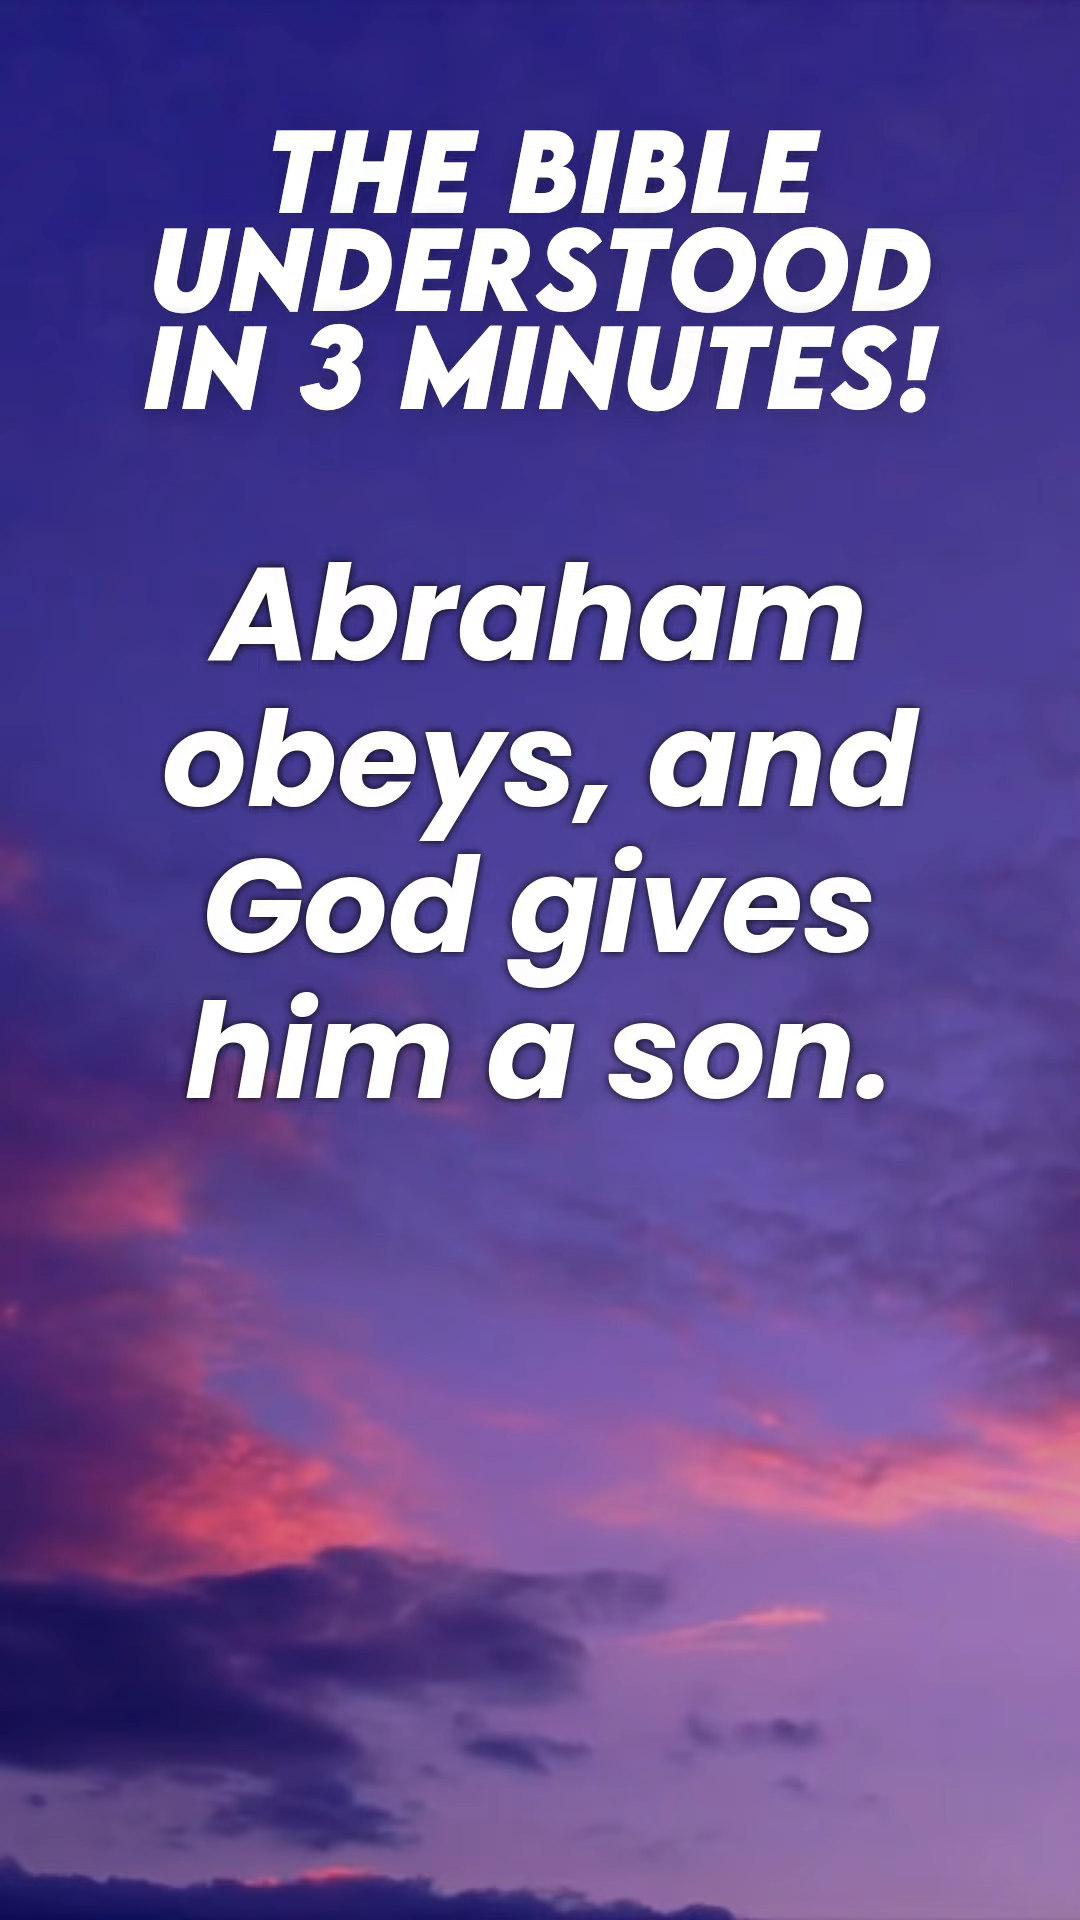 THE BIBLE
UNDERSTOOD
IN 3 MINUTES!
Abraham
obeys, and
God gives
him a son.